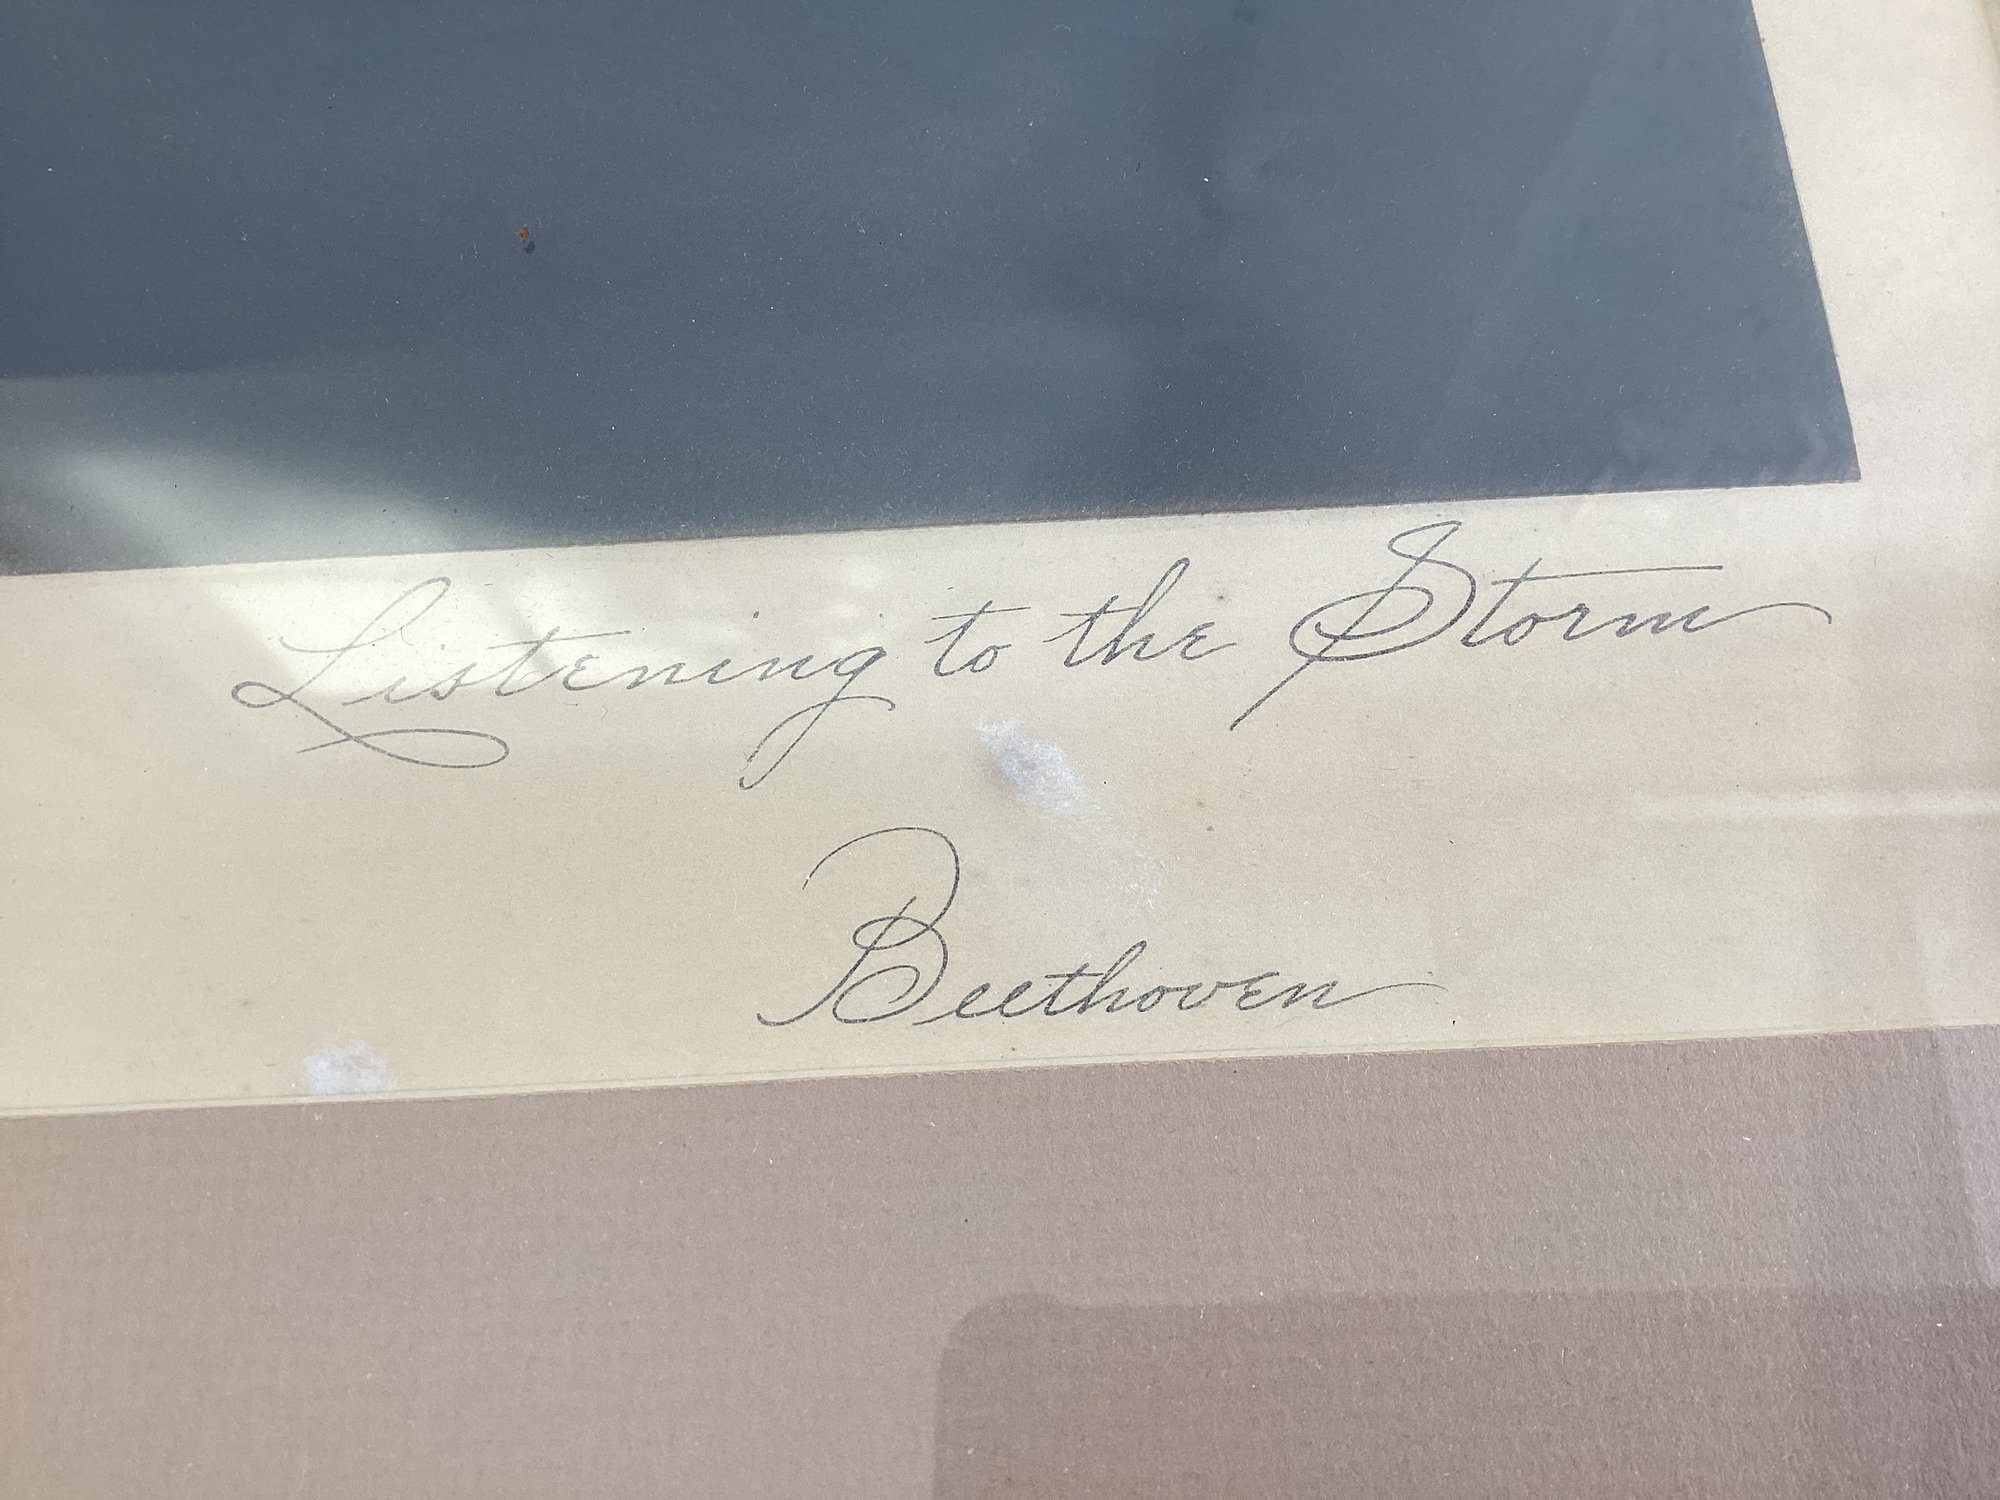 Listening to the Storm
Beethoven